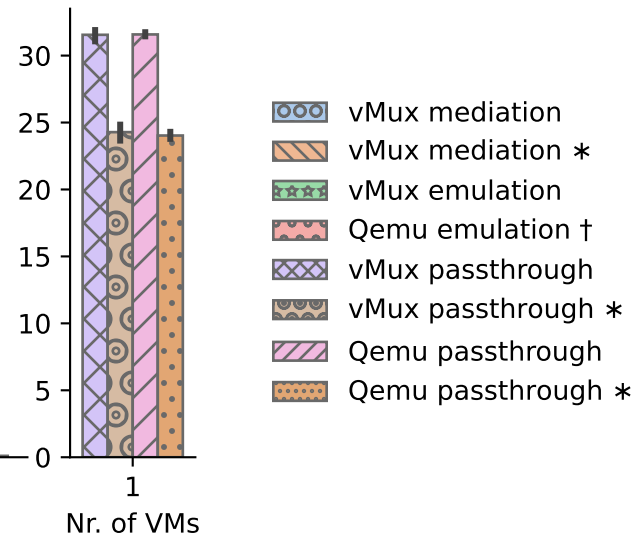 30
25
20
15
10
5
0
1
Nr. of VMs
vMux mediation
vMux mediation ∗
vMux emulation
Qemu emulation †
vMux passthrough
vMux passthrough ∗
Qemu passthrough
Qemu passthrough ∗